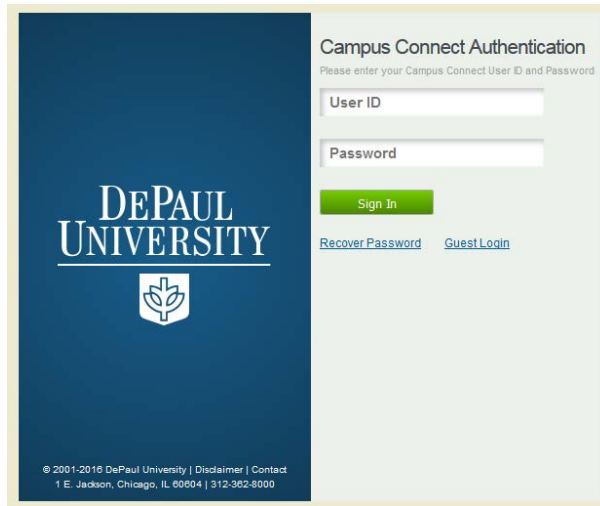 Campus Connect Authentication
Please enter your Campus Connect User ID and Password
User ID
Password
Sign In
Recover Password Guest Login
DEPAUL
UNIVERSITY
© 2001-2016 DePaul University | Disclaimer | Contact
1 E. Jackson, Chicago, IL 60604 | 312-362-8000